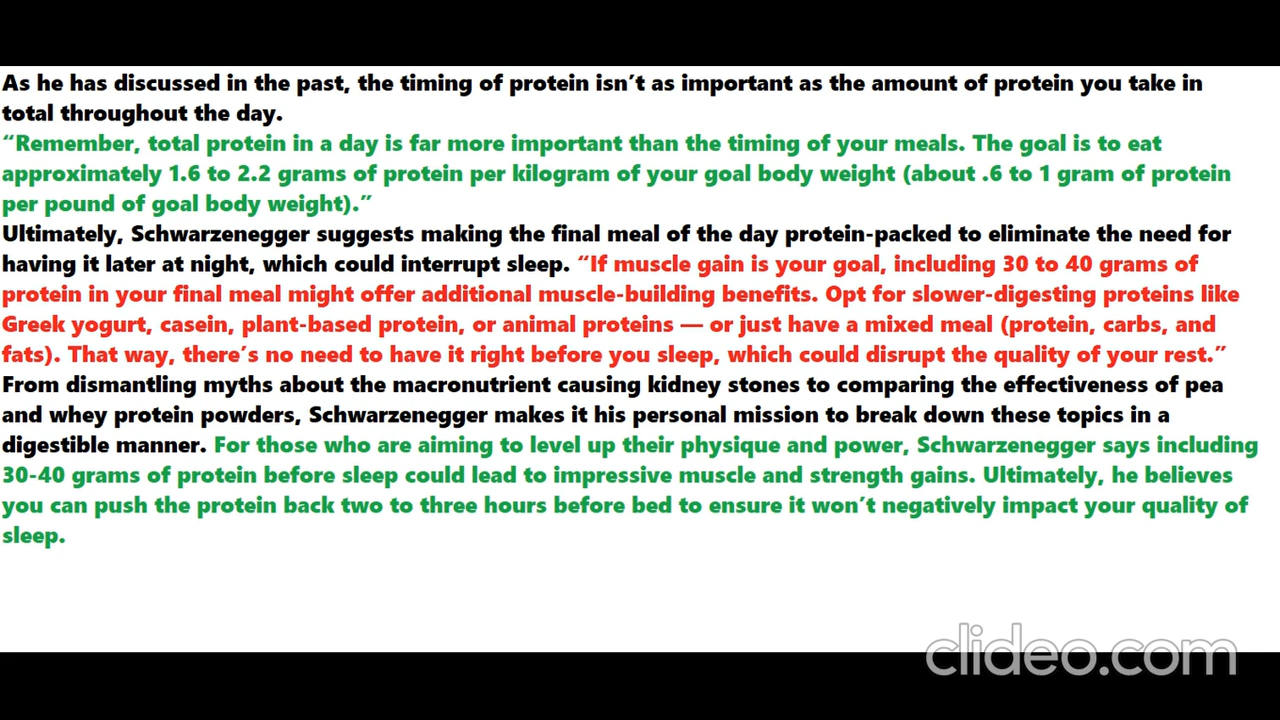 As he has discussed in the past, the timing of protein isn’t as important as the amount of protein you take in
total throughout the day.
“Remember, total protein in a day is far more important than the timing of your meals. The goal is to eat
approximately 1.6 to 2.2 grams of protein per kilogram of your goal body weight (about .6 to 1 gram of protein
per pound of goal body weight).”
Ultimately, Schwarzenegger suggests making the final meal of the day protein-packed to eliminate the need for
having it later at night, which could interrupt sleep. “If muscle gain is your goal, including 30 to 40 grams of
protein in your final meal might offer additional muscle-building benefits. Opt for slower-digesting proteins like
Greek yogurt, casein, plant-based protein, or animal proteins — or just have a mixed meal (protein, carbs, and
fats). That way, there’s no need to have it right before you sleep, which could disrupt the quality of your rest.”
From dismantling myths about the macronutrient causing kidney stones to comparing the effectiveness of pea
and whey protein powders, Schwarzenegger makes it his personal mission to break down these topics in a
digestible manner. For those who are aiming to level up their physique and power, Schwarzenegger says including
30-40 grams of protein before sleep could lead to impressive muscle and strength gains. Ultimately, he believes
you can push the protein back two to three hours before bed to ensure it won’t negatively impact your quality of
sleep.
clideo.com